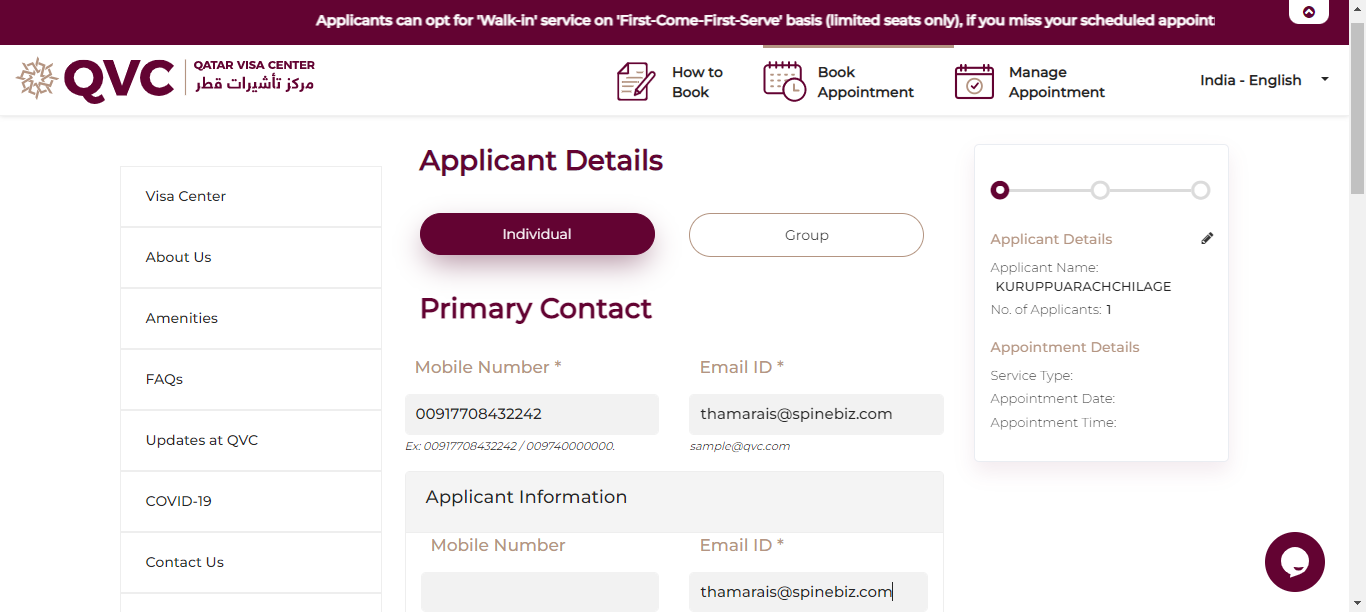 Applicants can opt for 'Walk-in' service on 'First-Come-First-Serve' basis (limited seats only), if you miss your scheduled appoint
QVC
QATAR VISA CENTER
مركز تأشيرات قطر
How to
Book
Book
Appointment
Manage
Appointment
India - English
Visa Center
About Us
Amenities
FAQs
Updates at QVC
COVID-19
Contact Us
Applicant Details
Individual
Group
Primary Contact
Mobile Number *
Email ID *
00917708432242
thamarais@spinebiz.com
Ex: 00917708432242 / 009740000000.
sample@qvc.com
Applicant Information
Mobile Number
Email ID *
thamarais@spinebiz.com
Applicant Details
Applicant Name:
KURUPPUARACHCHILAGE
No. of Applicants: 1
Appointment Details
Service Type:
Appointment Date:
Appointment Time: